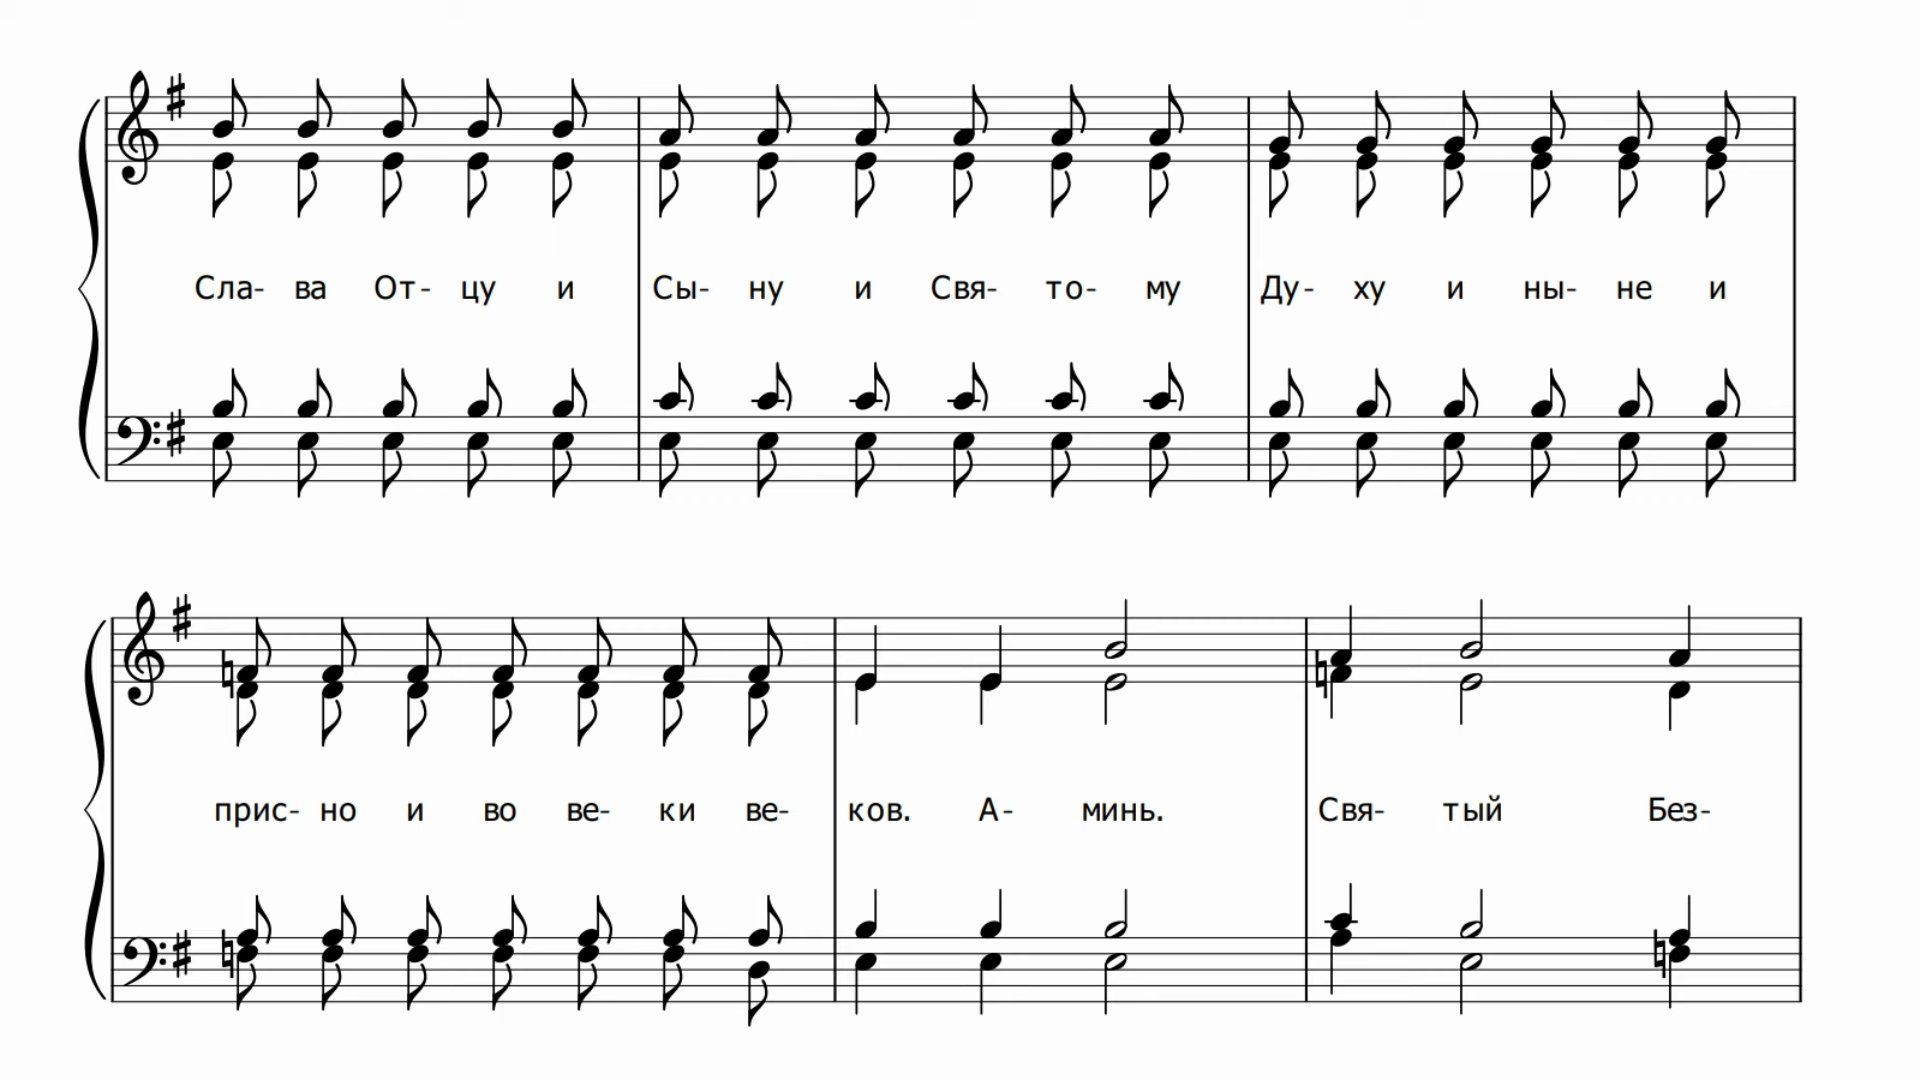 Сла- ва От- цу и Сы- ну и Свя- то- му Ду- ху и ны- не и
прис- но и во ве- ки ве- ков. А- минь. Свя- тый Без-